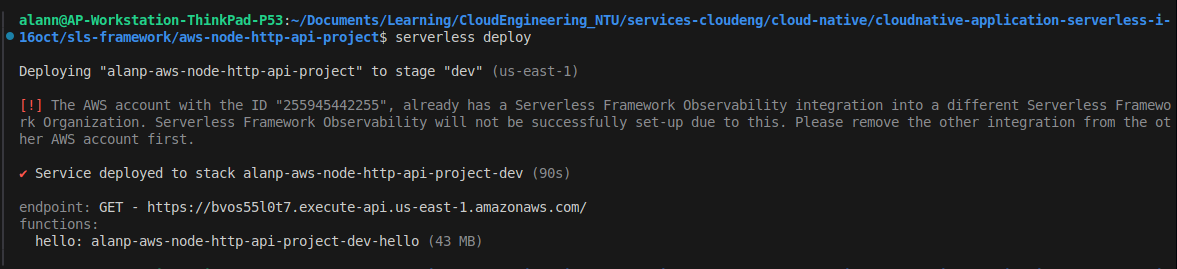 alann@AP-Workstation-ThinkPad-P53:~/Documents/Learning/CloudEngineering_NTU/services-cloudeng/cloud-native/cloudnative-application-serverless-i-
16oct/sls-framework/aws-node-http-api-project$ serverless deploy
Deploying "alanp-aws-node-http-api-project" to stage "dev" (us-east-1)
[!] The AWS account with the ID "255945442255", already has a Serverless Framework Observability integration into a different Serverless Framewo
rk Organization. Serverless Framework Observability will not be successfully set-up due to this. Please remove the other integration from the ot
her AWS account first.
✔ Service deployed to stack alanp-aws-node-http-api-project-dev (90s)
endpoint: GET - https://bvos55l0t7.execute-api.us-east-1.amazonaws.com/
functions:
hello: alanp-aws-node-http-api-project-dev-hello (43 MB)